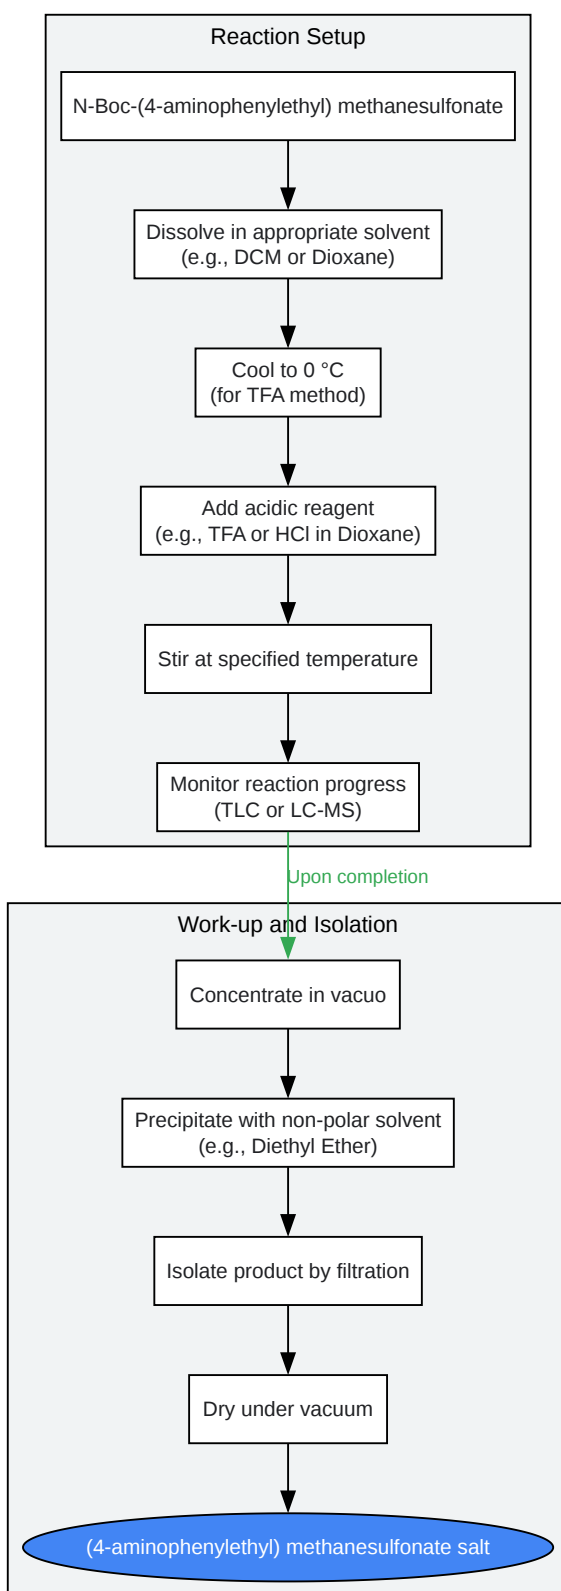 Reaction Setup
N-Boc-(4-aminophenylethyl) methanesulfonate
Dissolve in appropriate solvent
(e.g., DCM or Dioxane)
Cool to 0 °C
(for TFA method)
Add acidic reagent
(e.g., TFA or HCl in Dioxane)
Stir at specified temperature
Monitor reaction progress
(TLC or LC-MS)
Upon completion
Work-up and Isolation
Concentrate in vacuo
Precipitate with non-polar solvent
(e.g., Diethyl Ether)
Isolate product by filtration
Dry under vacuum
(4-aminophenylethyl) methanesulfonate salt